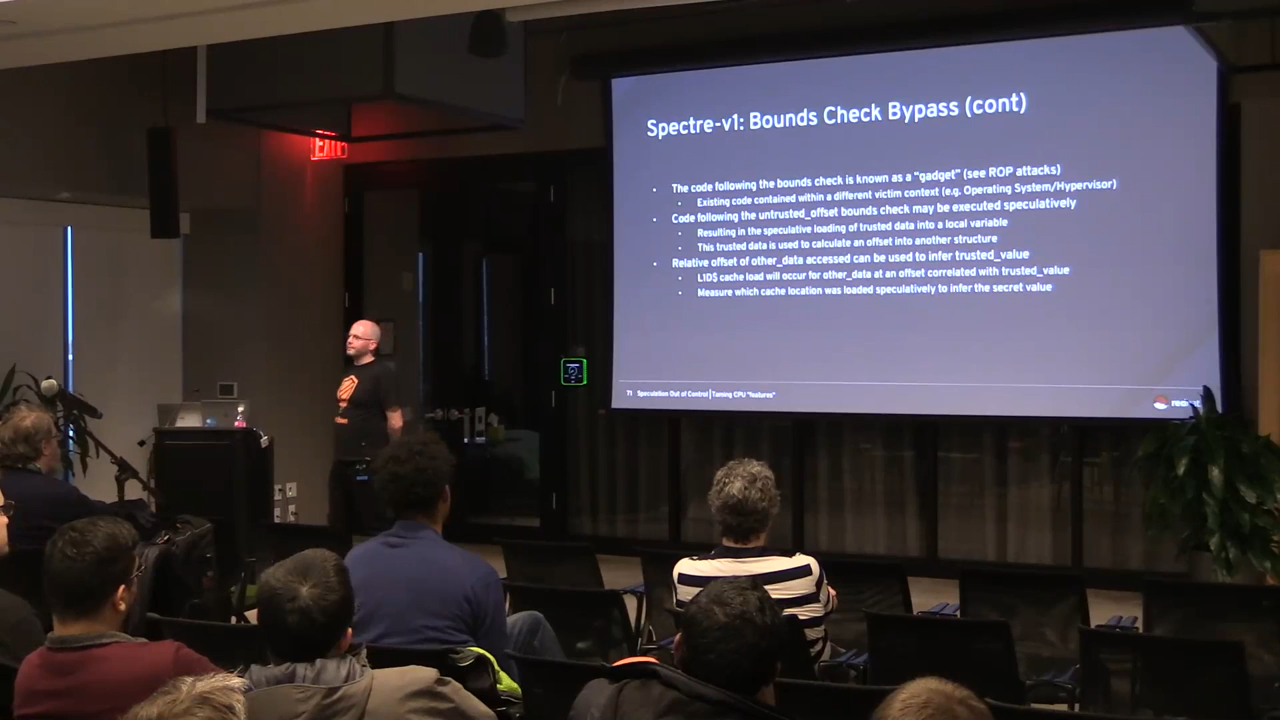 EXIT
Spectre-v1: Bounds Check Bypass (cont)
The code following the bounds check is known as a "gadget" (see ROP attacks)
Existing code contained within a different victim context (e.g. Operating System/Hypervisor)
Code following the untrusted_offset bounds check may be executed speculatively
Resulting in the speculative loading of trusted data into a local variable
This trusted data is used to calculate an offset into another structure
Relative offset of other_data accessed can be used to infer trusted_value
L1D$ cache load will occur for other_data at an offset correlated with trusted_value
Measure which cache location was loaded speculatively to infer the secret value
71 Speculation Out of Control | Taming CPU "features"